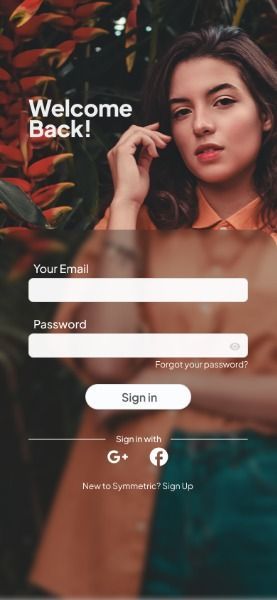 Welcome
Back!
Your Email
Password
Forgot your password?
Sign in
Sign in with
G+
New to Symmetric? Sign Up